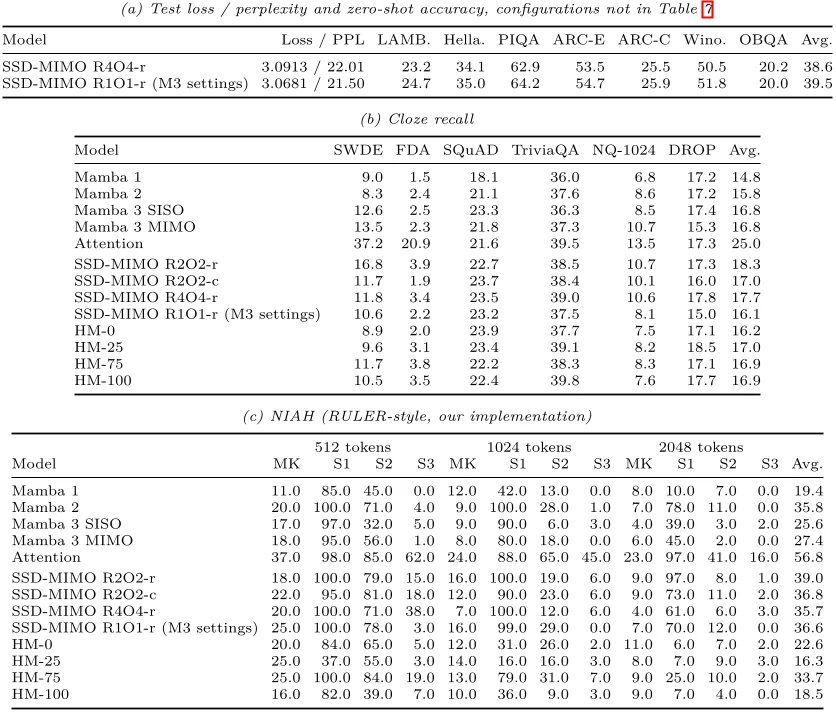 (a) Test loss / perplexity and zero-shot accuracy, configurations not in Table 7
Model Loss / PPL LAMB. Hella. PIQA ARC-E ARC-C Wino. OBQA Avg.
SSD-MIMO R4O4-r 3.0913 / 22.01 23.2 34.1 62.9 53.5 25.5 50.5 20.2 38.6
SSD-MIMO R1O1-r (M3 settings) 3.0681 / 21.50 24.7 35.0 64.2 54.7 25.9 51.8 20.0 39.5
(b) Cloze recall
Model SWDE FDA SQuAD TriviaQA NQ-1024 DROP Avg.
Mamba 1 9.0 1.5 18.1 36.0 6.8 17.2 14.8
Mamba 2 8.3 2.4 21.1 37.6 8.6 17.2 15.8
Mamba 3 SISO 12.6 2.5 23.3 36.3 8.5 17.4 16.8
Mamba 3 MIMO 13.5 2.3 21.8 37.3 10.7 15.3 16.8
Attention 37.2 20.9 21.6 39.5 13.5 17.3 25.0
SSD-MIMO R2O2-r 16.8 3.9 22.7 38.5 10.7 17.3 18.3
SSD-MIMO R2O2-c 11.7 1.9 23.7 38.4 10.1 16.0 17.0
SSD-MIMO R4O4-r 11.8 3.4 23.5 39.0 10.6 17.8 17.7
SSD-MIMO R1O1-r (M3 settings) 10.6 2.2 23.2 37.5 8.1 15.0 16.1
HM-0 8.9 2.0 23.9 37.7 7.5 17.1 16.2
HM-25 9.6 3.1 23.4 39.1 8.2 18.5 17.0
HM-75 11.7 3.8 22.2 38.3 8.3 17.1 16.9
HM-100 10.5 3.5 22.4 39.8 7.6 17.7 16.9
(c) NIAH (RULER-style, our implementation)
512 tokens 1024 tokens 2048 tokens
Model MK S1 S2 S3 MK S1 S2 S3 MK S1 S2 S3 Avg.
Mamba 1 11.0 85.0 45.0 0.0 12.0 42.0 13.0 0.0 8.0 10.0 7.0 0.0 19.4
Mamba 2 20.0 100.0 71.0 4.0 9.0 100.0 28.0 1.0 7.0 78.0 11.0 0.0 35.8
Mamba 3 SISO 17.0 97.0 32.0 5.0 9.0 90.0 6.0 3.0 4.0 39.0 3.0 2.0 25.6
Mamba 3 MIMO 18.0 95.0 56.0 1.0 8.0 80.0 18.0 0.0 6.0 45.0 2.0 0.0 27.4
Attention 37.0 98.0 85.0 62.0 24.0 88.0 65.0 45.0 23.0 97.0 41.0 16.0 56.8
SSD-MIMO R2O2-r 18.0 100.0 79.0 15.0 16.0 100.0 19.0 6.0 9.0 97.0 8.0 1.0 39.0
SSD-MIMO R2O2-c 22.0 95.0 81.0 18.0 12.0 90.0 23.0 6.0 9.0 73.0 11.0 2.0 36.8
SSD-MIMO R4O4-r 20.0 100.0 71.0 38.0 7.0 100.0 12.0 6.0 4.0 61.0 6.0 3.0 35.7
SSD-MIMO R1O1-r (M3 settings) 25.0 100.0 78.0 3.0 16.0 99.0 29.0 0.0 7.0 70.0 12.0 0.0 36.6
HM-0 20.0 84.0 65.0 5.0 12.0 31.0 26.0 2.0 11.0 6.0 7.0 2.0 22.6
HM-25 25.0 37.0 55.0 3.0 14.0 16.0 16.0 3.0 8.0 7.0 9.0 3.0 16.3
HM-75 25.0 100.0 84.0 19.0 13.0 79.0 31.0 7.0 9.0 25.0 10.0 2.0 33.7
HM-100 16.0 82.0 39.0 7.0 10.0 36.0 9.0 3.0 9.0 7.0 4.0 0.0 18.5